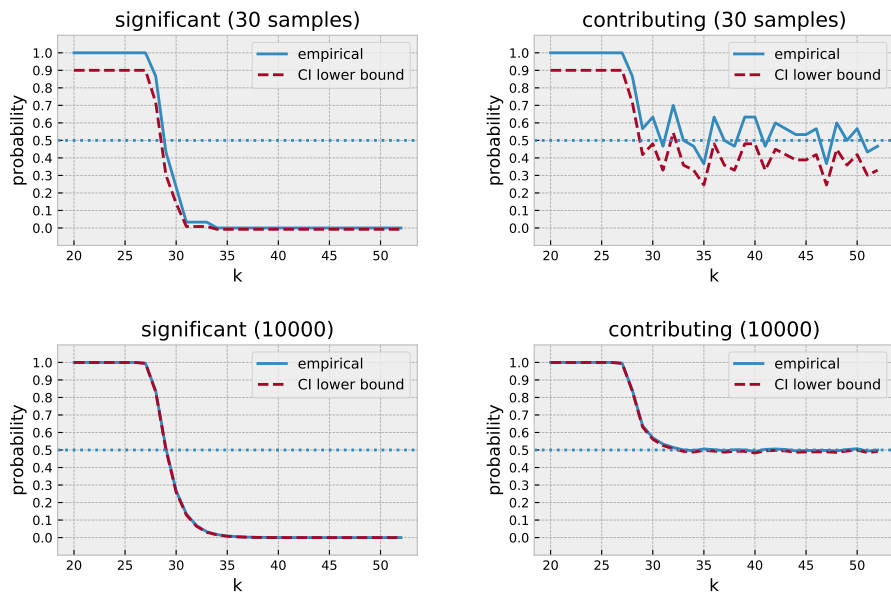 significant (30 samples)
contributing (30 samples)
1.0
0.9
0.8
0.7
0.6
0.5
0.4
0.3
0.2
0.1
0.0
probability
empirical
CI lower bound
20 25 30 35 40 45 50
k
1.0
0.9
0.8
0.7
0.6
0.5
0.4
0.3
0.2
0.1
0.0
probability
empirical
CI lower bound
20 25 30 35 40 45 50
k
significant (10000)
contributing (10000)
1.0
0.9
0.8
0.7
0.6
0.5
0.4
0.3
0.2
0.1
0.0
probability
empirical
CI lower bound
20 25 30 35 40 45 50
k
1.0
0.9
0.8
0.7
0.6
0.5
0.4
0.3
0.2
0.1
0.0
probability
empirical
CI lower bound
20 25 30 35 40 45 50
k